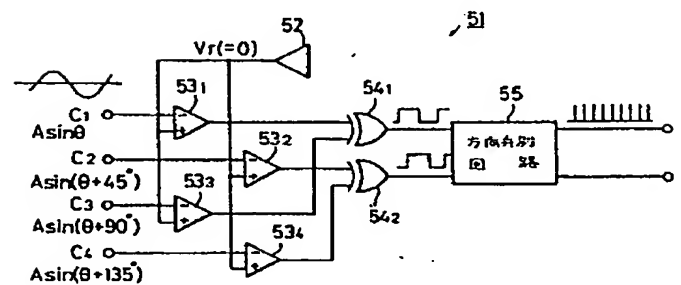 51
52
Vr(=0)
531
541
55
C1
Asinθ
532
方向弁別
回路
C2
Asin(θ+45°)
533
542
C3
Asin(θ+90°)
534
C4
Asin(θ+135°)